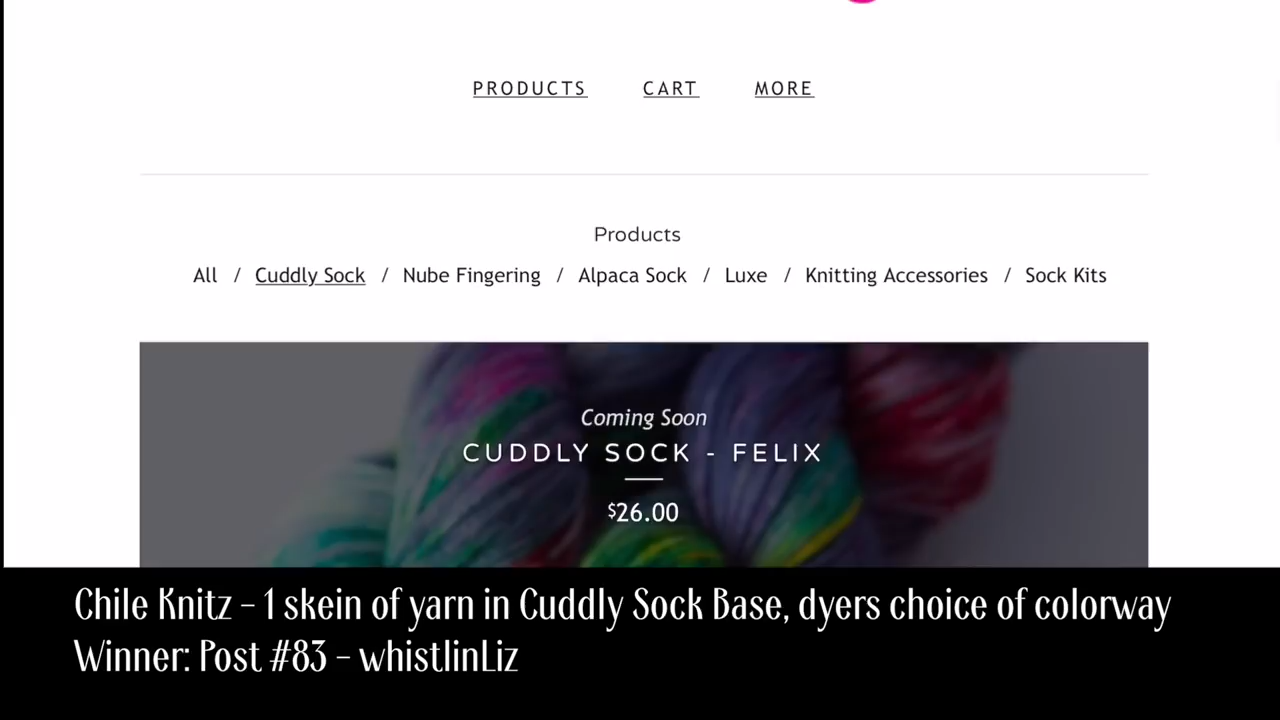 PRODUCTS CART MORE
Products
All / Cuddly Sock / Nube Fingering / Alpaca Sock / Luxe / Knitting Accessories / Sock Kits
Coming Soon
CUDDLY SOCK - FELIX
$26.00
Chile Knitz - 1 skein of yarn in Cuddly Sock Base, dyers choice of colorway
Winner: Post #83 - whistlinLiz